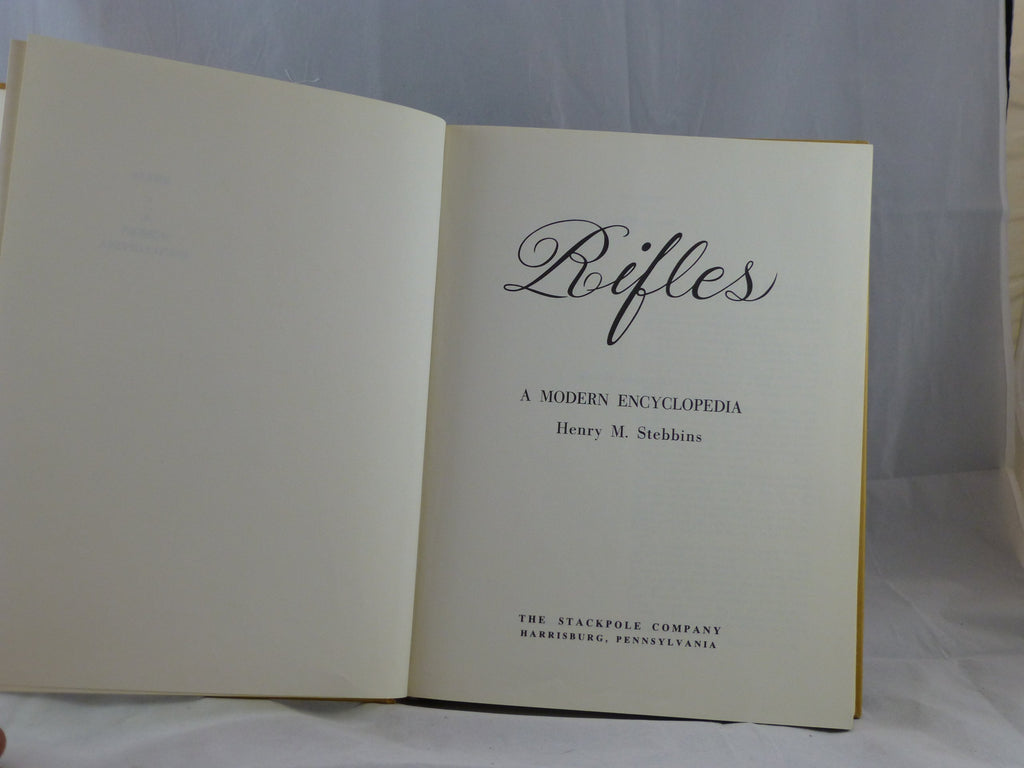 Rifles
A MODERN ENCYCLOPEDIA
Henry M. Stebbins
THE STACKPOLE COMPANY
HARRISBURG, PENNSYLVANIA